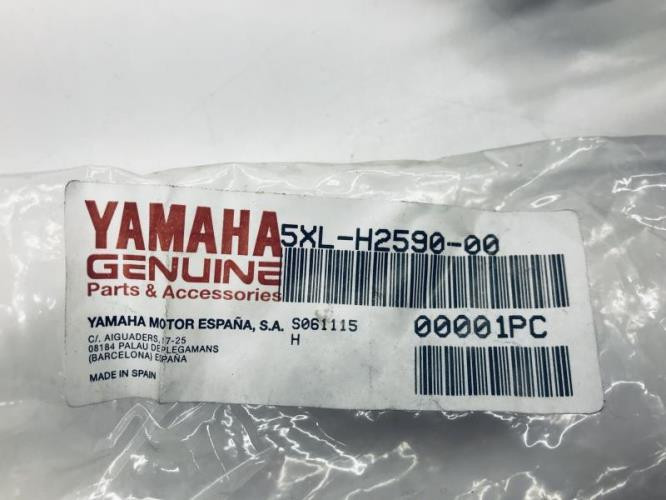 YAMAHA
GENUINE
Parts & Accessories
5XL-H2590-00
YAMAHA MOTOR ESPAÑA, S.A.
C/. AIGUADERS, 17-25
08184 PALAU DE PLEGAMANS
(BARCELONA) ESPAÑA
MADE IN SPAIN
S061115
H
00001PC